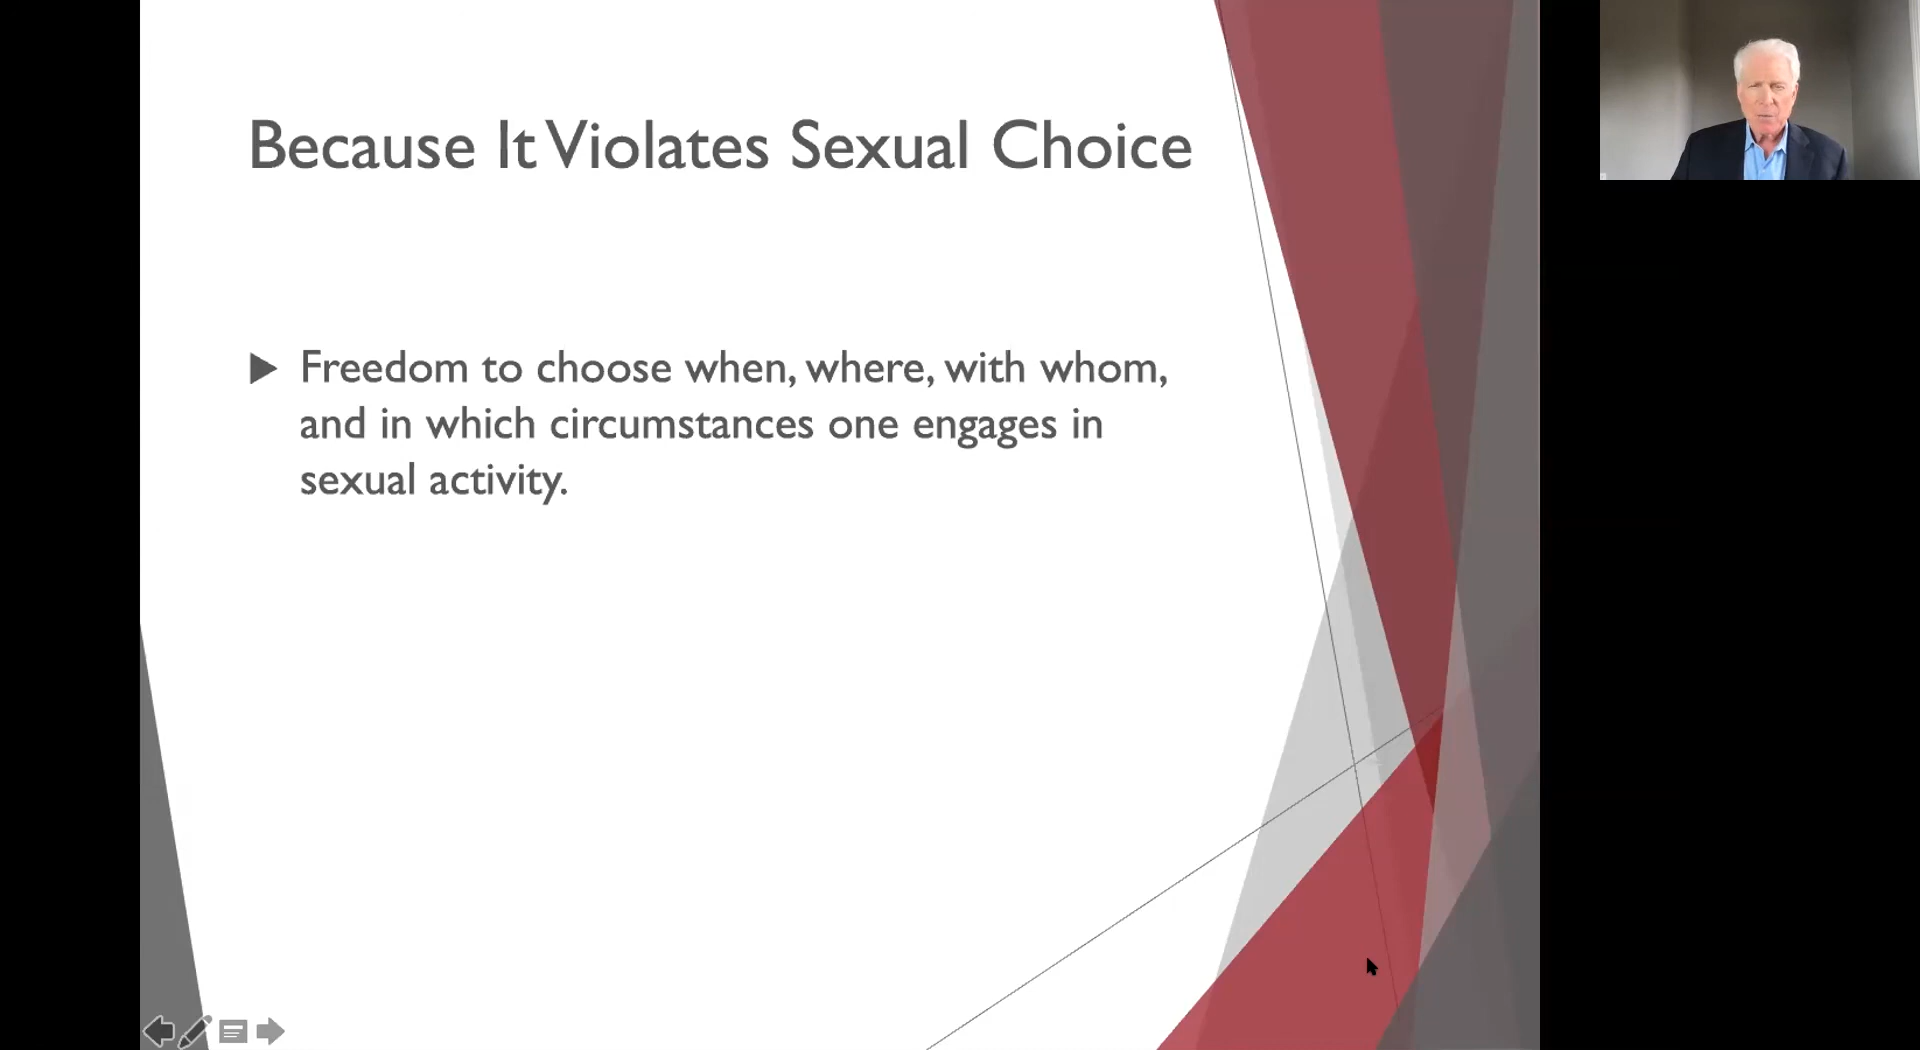 Because It Violates Sexual Choice
Freedom to choose when, where, with whom,
and in which circumstances one engages in
sexual activity.